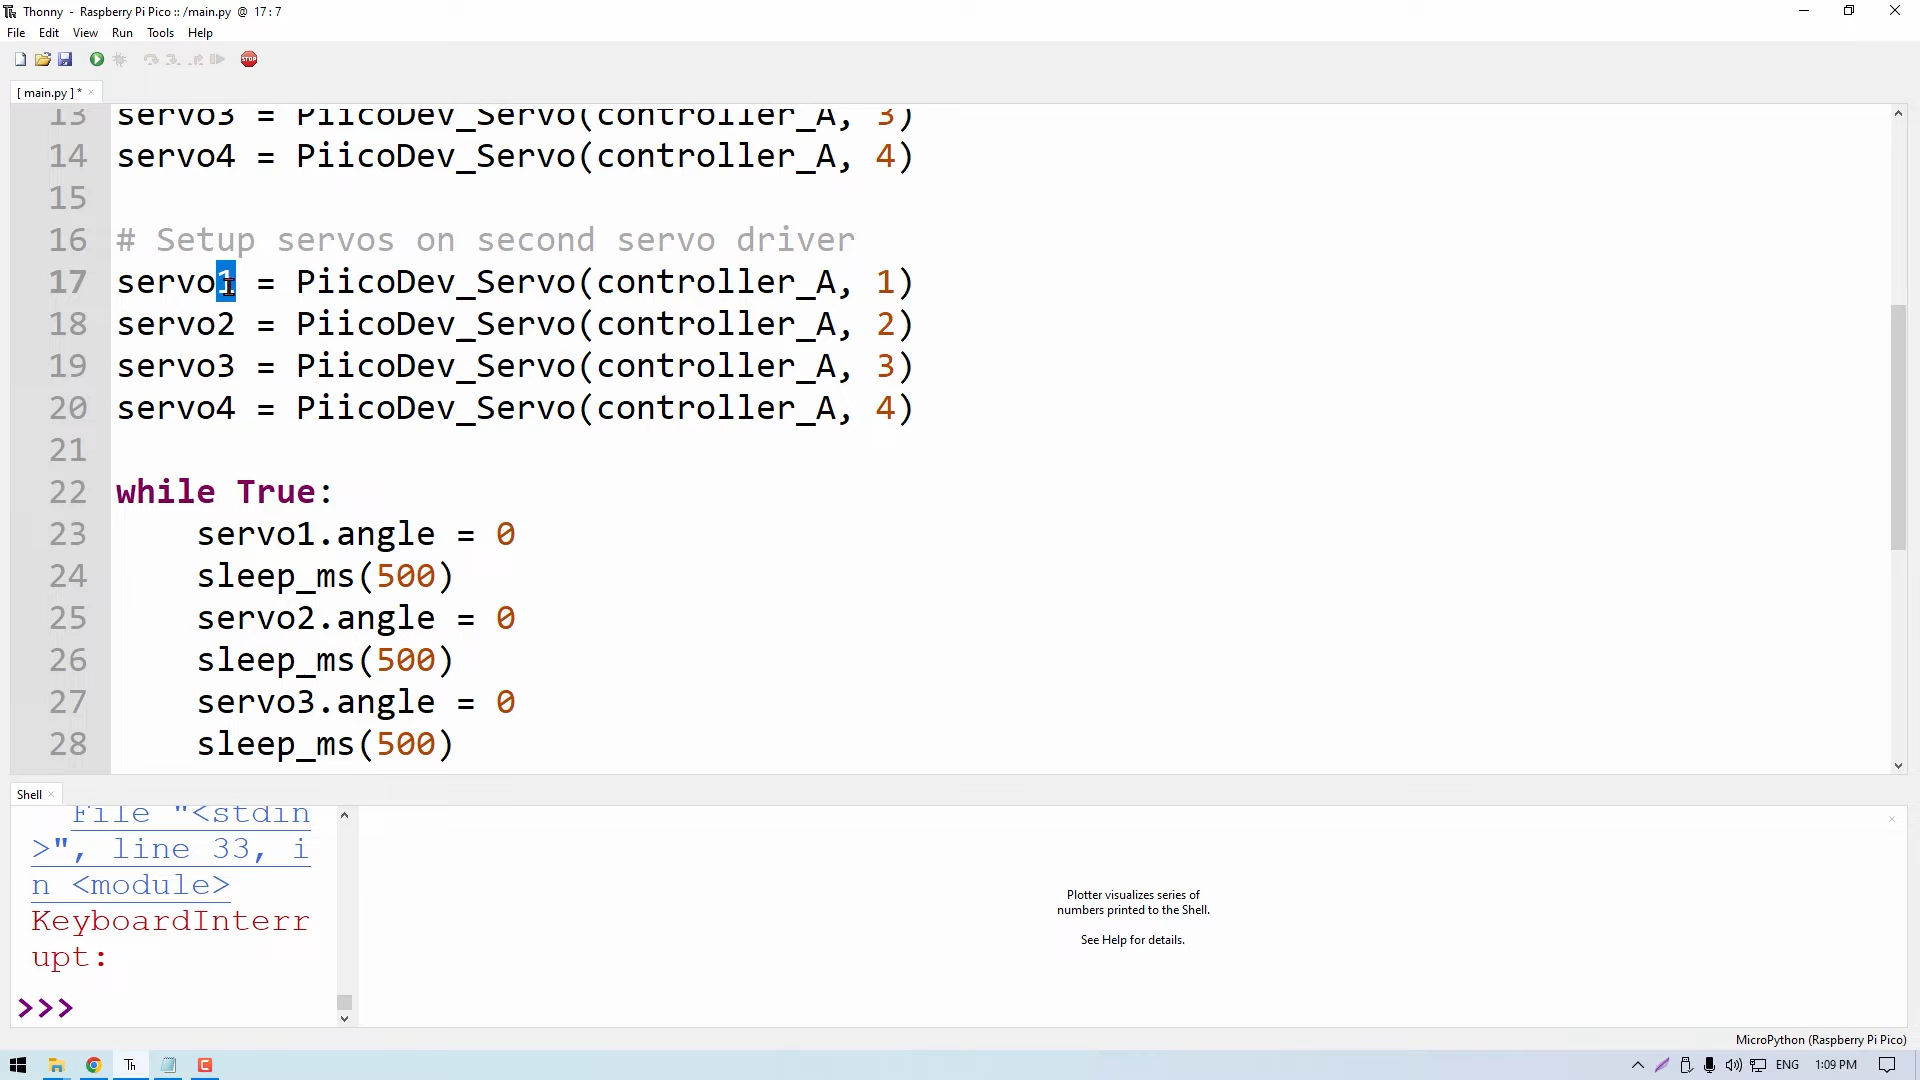 Thonny - Raspberry Pi Pico :: /main.py @ 17:7
File Edit View Run Tools Help
STOP
[ main.py ] *
13 servo3 = PiicoDev_Servo(controller_A, 3)
14 servo4 = PiicoDev_Servo(controller_A, 4)
15
16 # Setup servos on second servo driver
17 servo1 = PiicoDev_Servo(controller_A, 1)
18 servo2 = PiicoDev_Servo(controller_A, 2)
19 servo3 = PiicoDev_Servo(controller_A, 3)
20 servo4 = PiicoDev_Servo(controller_A, 4)
21
22 while True:
23 servo1.angle = 0
24 sleep_ms(500)
25 servo2.angle = 0
26 sleep_ms(500)
27 servo3.angle = 0
28 sleep_ms(500)
Shell
File "<stdin
>", line 33, i
n <module>
KeyboardInterr
upt:
>>>
Plotter visualizes series of
numbers printed to the Shell.
See Help for details.
MicroPython (Raspberry Pi Pico)
Th
ENG 1:09 PM